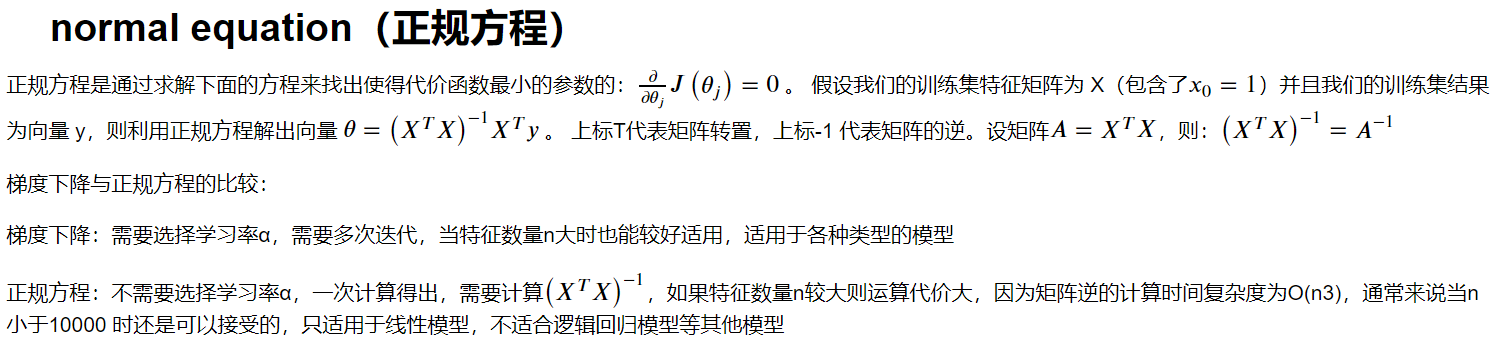 normal equation（正规方程）
正规方程是通过求解下面的方程来找出使得代价函数最小的参数的：$\frac{\partial}{\partial\theta_j}J\left(\theta_j\right)=0$ 。 假设我们的训练集特征矩阵为 X（包含了$x_0=1$）并且我们的训练集结果
为向量 y，则利用正规方程解出向量 $\theta=\left(X^TX\right)^{-1}X^Ty$ 。 上标T代表矩阵转置，上标-1 代表矩阵的逆。设矩阵$A=X^TX$，则：$\left(X^TX\right)^{-1}=A^{-1}$
梯度下降与正规方程的比较：
梯度下降：需要选择学习率α，需要多次迭代，当特征数量n大时也能较好适用，适用于各种类型的模型
正规方程：不需要选择学习率α，一次计算得出，需要计算$\left(X^TX\right)^{-1}$，如果特征数量n较大则运算代价大，因为矩阵逆的计算时间复杂度为O(n3)，通常来说当n
小于10000 时还是可以接受的，只适用于线性模型，不适合逻辑回归模型等其他模型